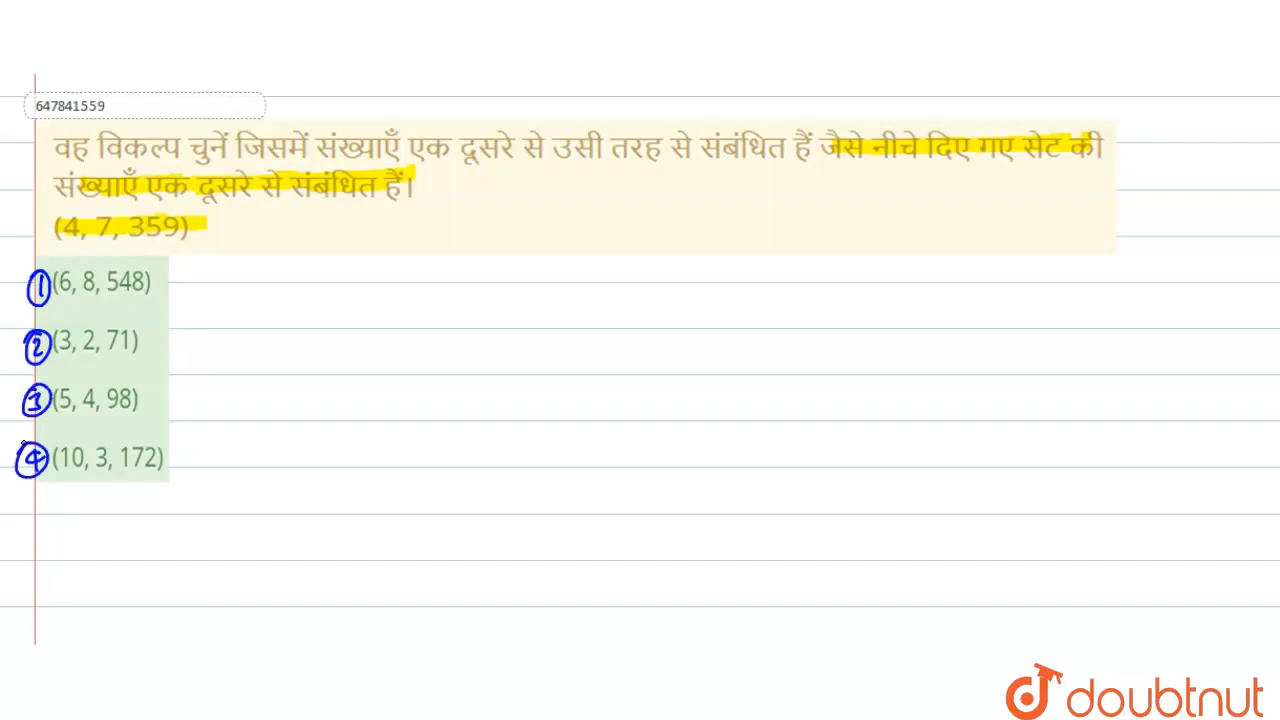 647841559
वह विकल्प चुनें जिसमें संख्याएँ एक दूसरे से उसी तरह से संबंधित हैं जैसे नीचे दिए गए सेट की
संख्याएँ एक दूसरे से संबंधित हैं।
(4, 7, 359)
1 (6, 8, 548)
2 (3, 2, 71)
3 (5, 4, 98)
4 (10, 3, 172)
doubtnut